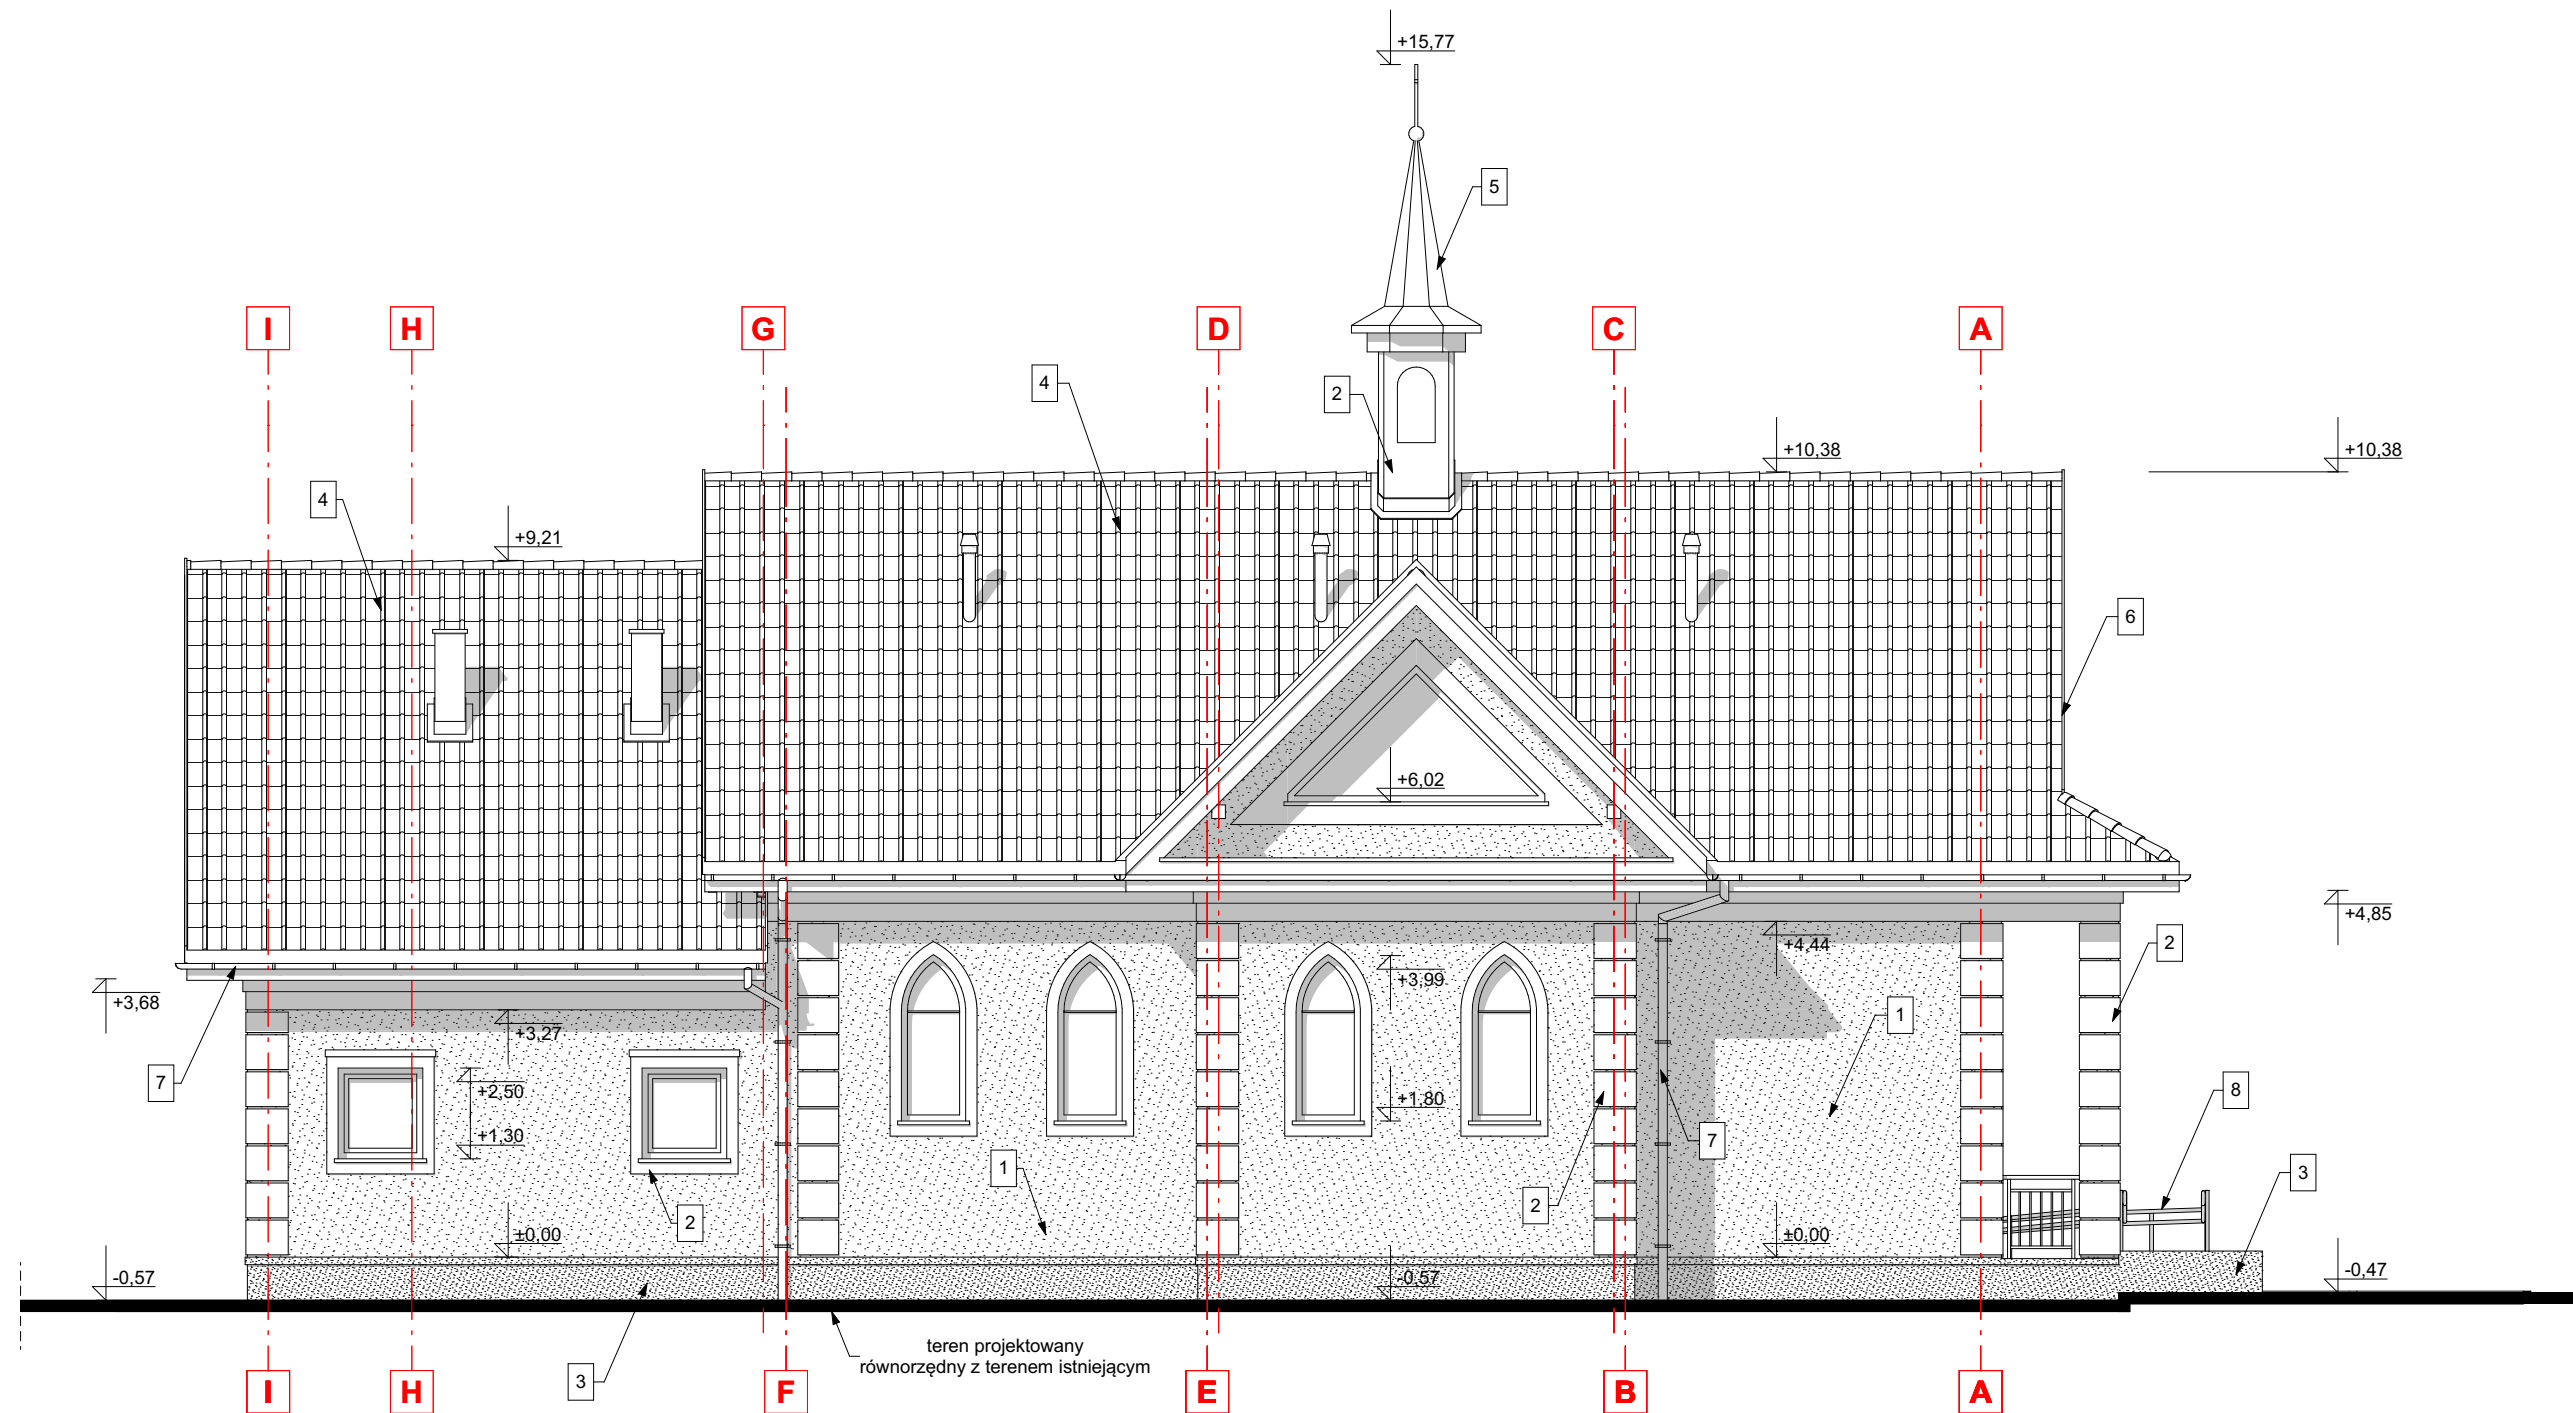 +15,77
5
I
H
G
D
C
A
4
2
+10,38
+10,38
4
+9,21
6
+6,02
+4,85
2
+4,44
+3,99
+3,68
1
+3,27
7
+2,50
+1,80
8
+1,30
7
1
3
2
2
±0,00
±0,00
-0,57
-0,57
-0,47
teren projektowany
równorzędny z terenem istniejącym
3
I
H
F
E
B
A